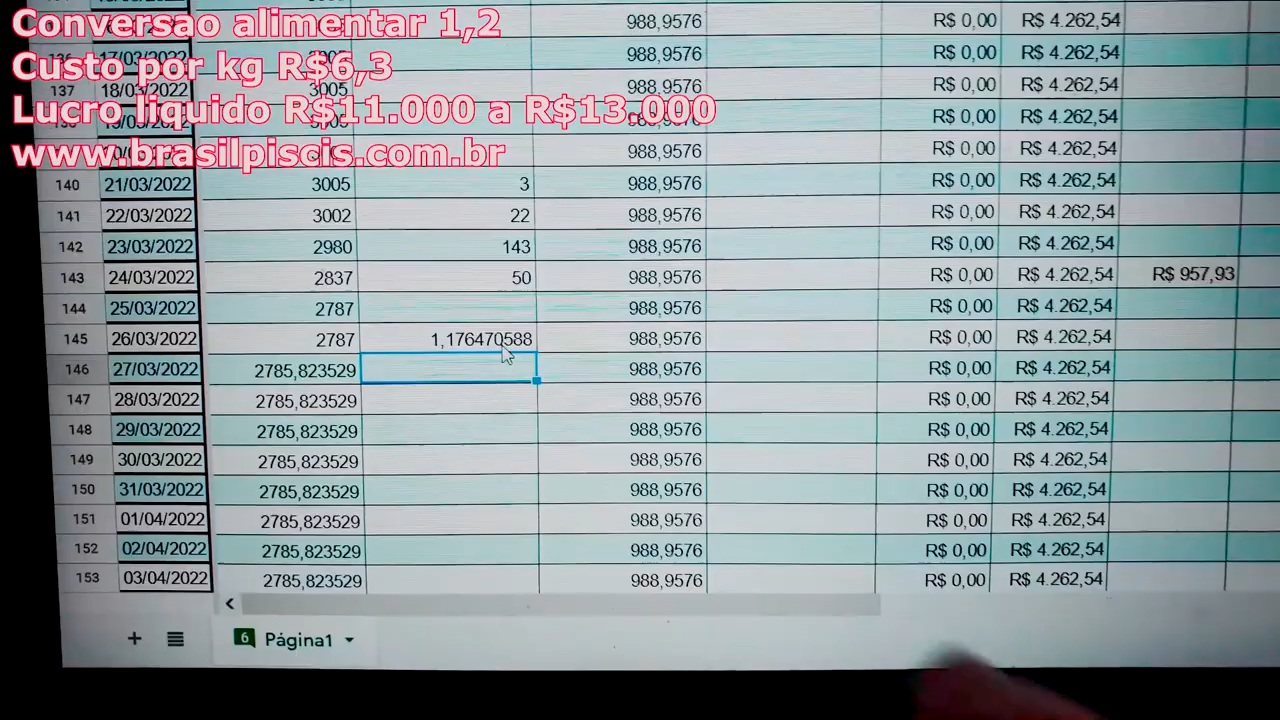 Conversao alimentar 1,2
Custo por kg R$6,3
Lucro liquido R$11.000 a R$13.000
www.brasilpiscis.com.br
988,9576 R$ 0,00 R$ 4.262,54
17/03/2022 3005 988,9576 R$ 0,00 R$ 4.262,54
137 18/03/2022 3005 988,9576 R$ 0,00 R$ 4.262,54
3005 988,9576 R$ 0,00 R$ 4.262,54
988,9576 R$ 0,00 R$ 4.262,54
140 21/03/2022 3005 3 988,9576 R$ 0,00 R$ 4.262,54
141 22/03/2022 3002 22 988,9576 R$ 0,00 R$ 4.262,54
142 23/03/2022 2980 143 988,9576 R$ 0,00 R$ 4.262,54
143 24/03/2022 2837 50 988,9576 R$ 0,00 R$ 4.262,54 R$ 957,93
144 25/03/2022 2787 988,9576 R$ 0,00 R$ 4.262,54
145 26/03/2022 2787 1,176470588 988,9576 R$ 0,00 R$ 4.262,54
146 27/03/2022 2785,823529 988,9576 R$ 0,00 R$ 4.262,54
147 28/03/2022 2785,823529 988,9576 R$ 0,00 R$ 4.262,54
148 29/03/2022 2785,823529 988,9576 R$ 0,00 R$ 4.262,54
149 30/03/2022 2785,823529 988,9576 R$ 0,00 R$ 4.262,54
150 31/03/2022 2785,823529 988,9576 R$ 0,00 R$ 4.262,54
151 01/04/2022 2785,823529 988,9576 R$ 0,00 R$ 4.262,54
152 02/04/2022 2785,823529 988,9576 R$ 0,00 R$ 4.262,54
153 03/04/2022 2785,823529 988,9576 R$ 0,00 R$ 4.262,54
6 Página1